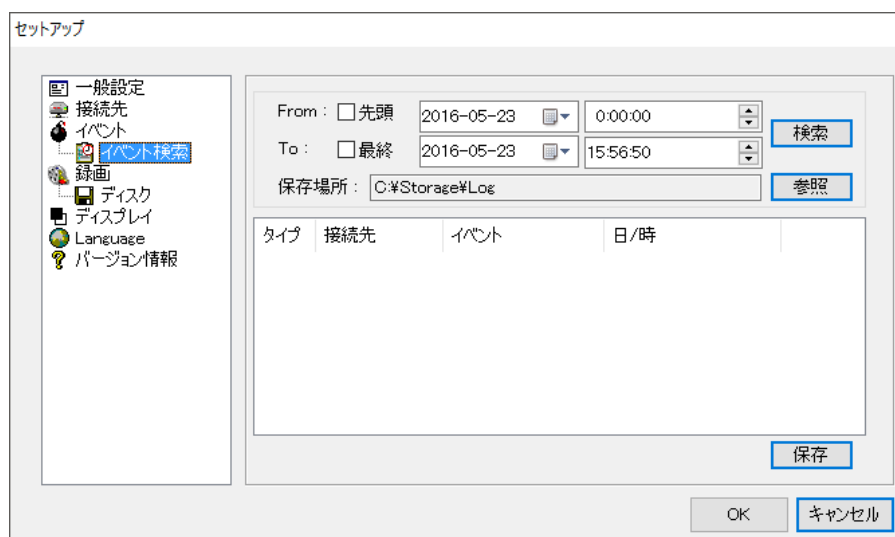 セットアップ
一般設定
接続先
イベント
イベント検索
録画
ディスク
ディスプレイ
Language
バージョン情報
From : 先頭 2016-05-23 0:00:00
検索
To : 最終 2016-05-23 15:56:50
保存場所 : C:¥Storage¥Log 参照
タイプ 接続先 イベント 日/時
保存
OK キャンセル